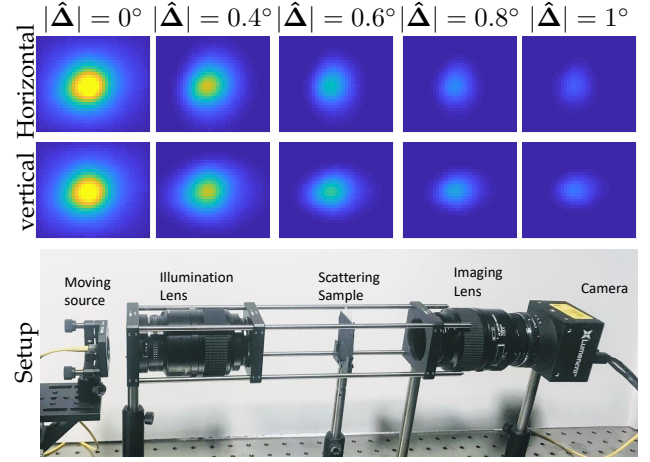 |Δ̂| = 0° |Δ̂| = 0.4° |Δ̂| = 0.6° |Δ̂| = 0.8° |Δ̂| = 1°
Horizontal
vertical
Setup
Moving
source
Illumination
Lens
Scattering
Sample
Imaging
Lens
Camera
Lumenera